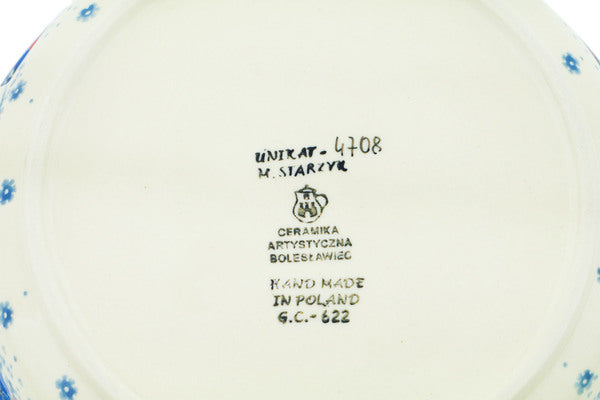 UNIKAT - 4708
M. STARZYK
CERAMIKA
ARTYSTYCZNA
BOLESŁAWIEC
HAND MADE
IN POLAND
G.C.- 622